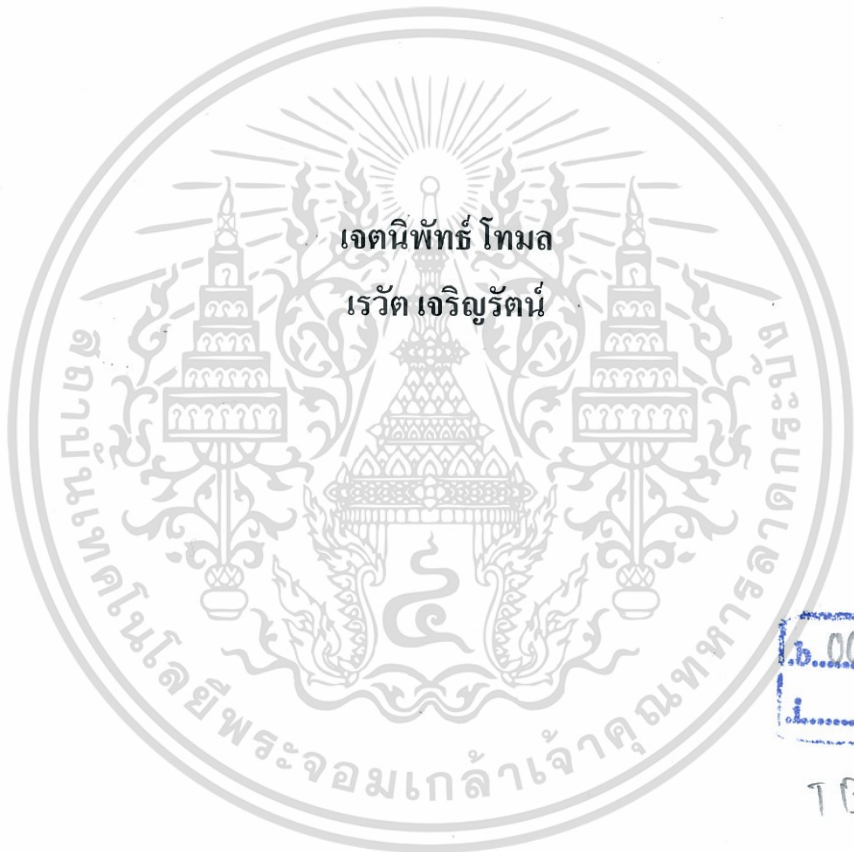 เจตนิพัทธ์ โทมล
เรวัต เจริญรัตน์
สถาบันเทคโนโลยีพระจอมเกล้าเจ้าคุณทหารลาดกระบัง